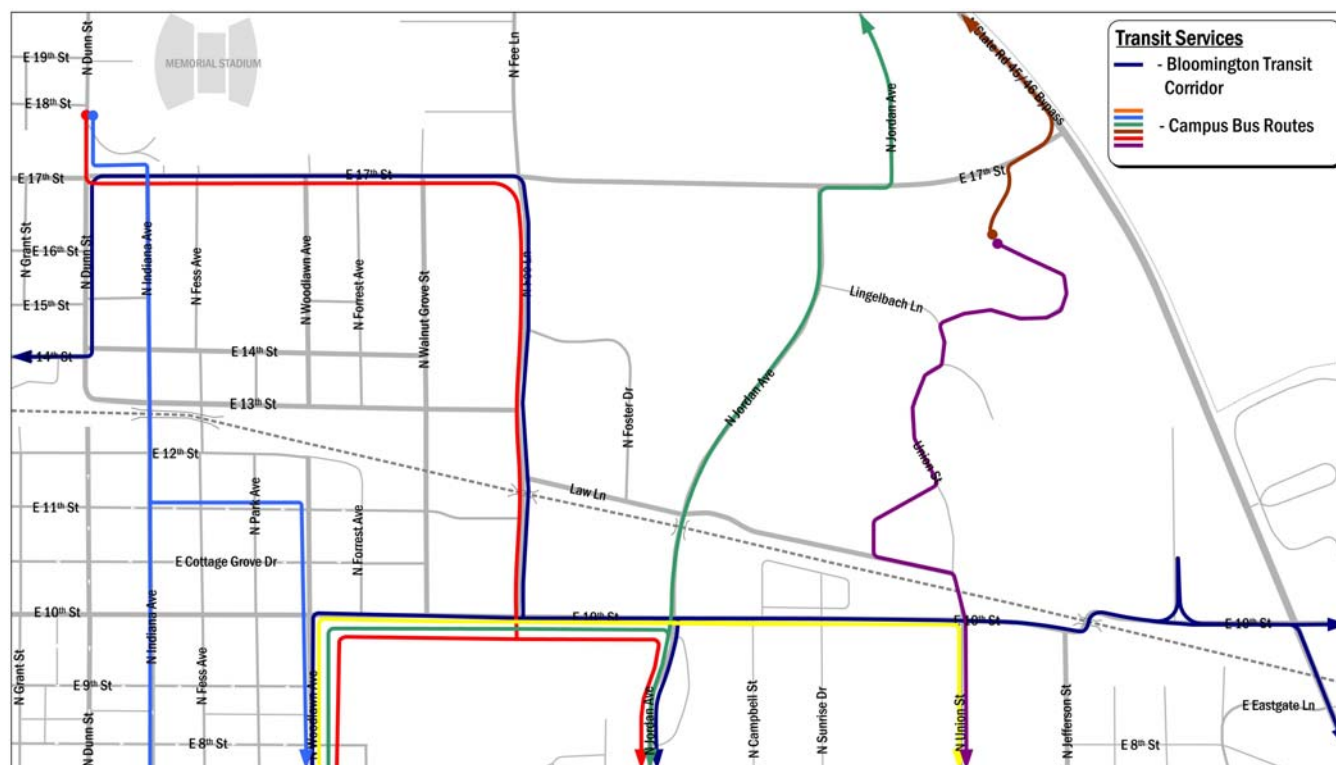 Transit Services
- Bloomington Transit
Corridor
- Campus Bus Routes
E 19th St
N Dunn St
MEMORIAL STADIUM
N Fee Ln
N State Rd 45/46 Bypass
E 18th St
N Jordan Ave
E 17th St
E 17th St
E 17th St
N Grant St
E 16th St
N Dunn St
N Indiana Ave
N Fess Ave
N Woodlawn Ave
N Forrest Ave
N Walnut Grove St
N Fee Ln
E 15th St
Lingelbach Ln
14th St
E 14th St
E 13th St
N Foster Dr
N Jordan Ave
E 12th St
Union St
Law Ln
E 11th St
N Park Ave
N Forrest Ave
E Cottage Grove Dr
E 10th St
E 10th St
E 10th St
E 10th St
N Indiana Ave
N Grant St
E 9th St
N Fess Ave
N Woodlawn Ave
N Jordan Ave
N Campbell St
N Sunrise Dr
N Union St
N Jefferson St
E Eastgate Ln
N Dunn St
E 8th St
E 8th St